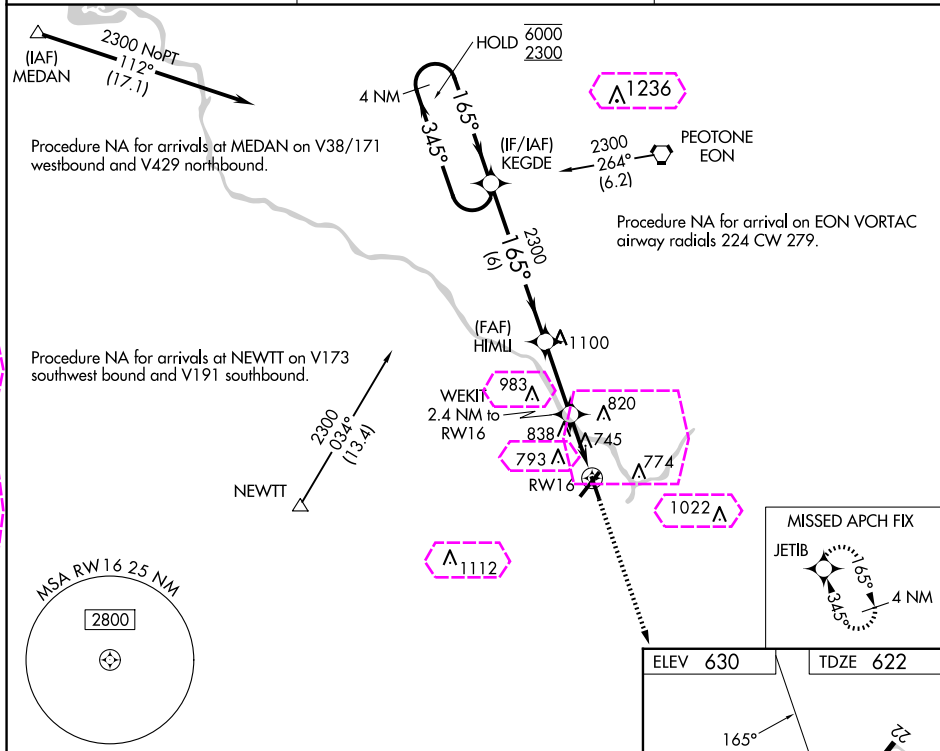 2300 NoPT
112°
(17.1)
(IAF)
MEDAN
HOLD 6000
2300
4 NM
165°
345°
1236
(IF/IAF)
KEGDE
2300
264°
(6.2)
PEOTONE
EON
Procedure NA for arrivals at MEDAN on V38/171
westbound and V429 northbound.
Procedure NA for arrival on EON VORTAC
airway radials 224 CW 279.
2300
165°
(6)
(FAF)
HIMLI
1100
Procedure NA for arrivals at NEWTT on V173
southwest bound and V191 southbound.
983
WEKIT
2.4 NM to
RW16
820
838
745
793
774
RW16
2300
034°
(13.4)
NEWTT
1022
1112
MISSED APCH FIX
JETIB
165°
345°
4 NM
MSA RW16 25 NM
2800
ELEV 630
TDZE 622
165°
22